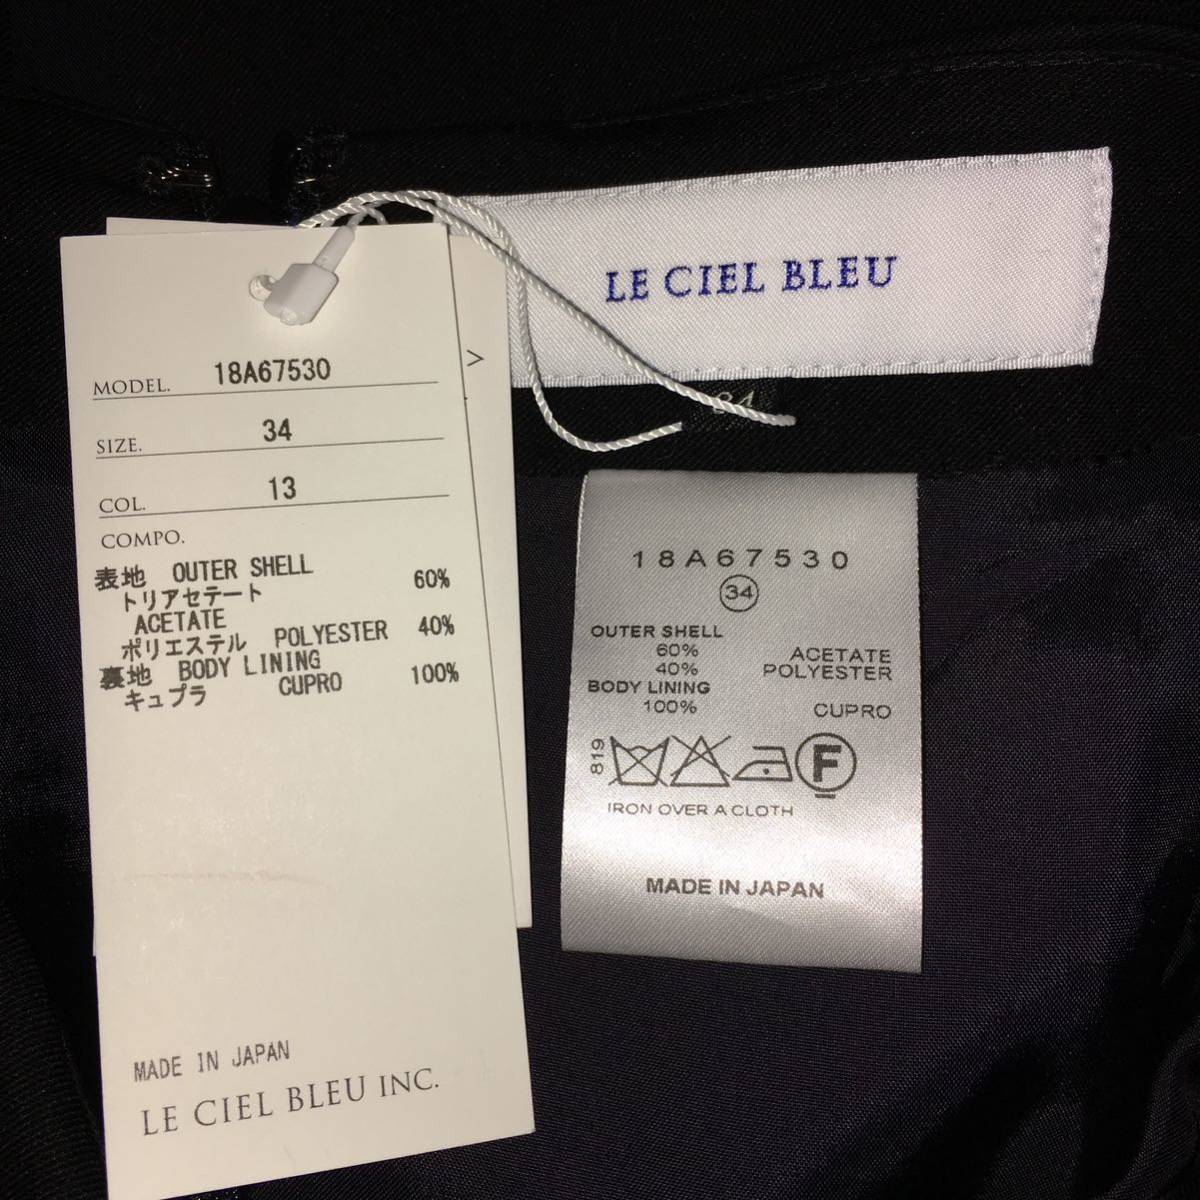 LE CIEL BLEU
34
MODEL. 18A67530
SIZE. 34
COL. 13
COMPO.
表地 OUTER SHELL
トリアセテート 60%
ACETATE
ポリエステル POLYESTER 40%
裏地 BODY LINING
キュプラ CUPRO 100%
MADE IN JAPAN
LE CIEL BLEU INC.
>
18A67530
34
OUTER SHELL
60% ACETATE
40% POLYESTER
BODY LINING
100% CUPRO
819
F
IRON OVER A CLOTH
MADE IN JAPAN